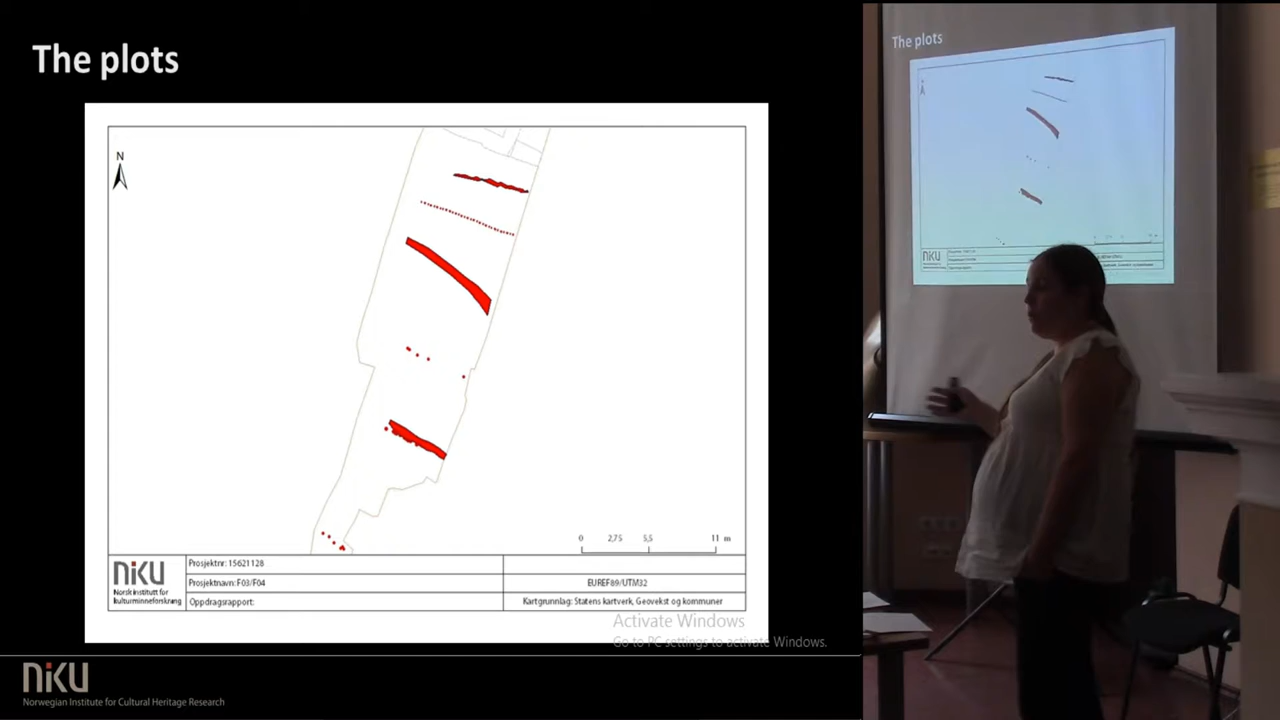 The plots
N
0 2,75 5,5 11 m
NIKU
Norsk institutt for
kulturminneforskning
Prosjektnr: 15621128
Prosjektnavn: F03/F04
Oppdragsrapport:
EUREF89/UTM32
Kartgrunnlag: Statens kartverk, Geovekst og kommuner
Activate Windows
Go to PC settings to activate Windows.
NIKU
Norwegian Institute for Cultural Heritage Research
The plots
NIKU